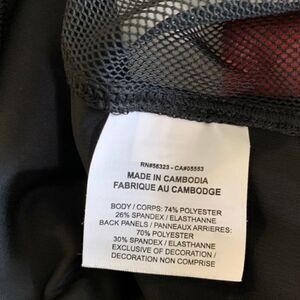 RN#56323 - CA#05553
MADE IN CAMBODIA
FABRIQUE AU CAMBODGE
BODY / CORPS: 74% POLYESTER
26% SPANDEX / ELASTHANNE
BACK PANELS / PANNEAUX ARRIERES:
70% POLYESTER
30% SPANDEX / ELASTHANNE
EXCLUSIVE OF DECORATION /
DECORATION NON COMPRISE